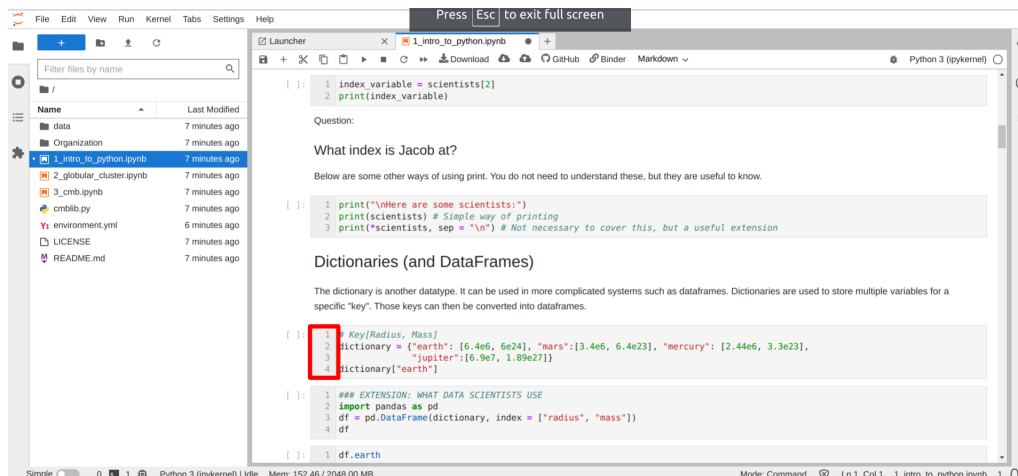 File Edit View Run Kernel Tabs Settings Help
Press Esc to exit full screen
Launcher
1_intro_to_python.ipynb
Download GitHub Binder Markdown
Python 3 (ipykernel)
Filter files by name
/
Name Last Modified
data 7 minutes ago
Organization 7 minutes ago
1_intro_to_python.ipynb 7 minutes ago
2_globular_cluster.ipynb 7 minutes ago
3_cmb.ipynb 7 minutes ago
cmblib.py 7 minutes ago
environment.yml 6 minutes ago
LICENSE 7 minutes ago
README.md 7 minutes ago
[ ]: 1 index_variable = scientists[2]
2 print(index_variable)
Question:
What index is Jacob at?
Below are some other ways of using print. You do not need to understand these, but they are useful to know.
[ ]: 1 print("\nHere are some scientists:")
2 print(scientists) # Simple way of printing
3 print(*scientists, sep = "\n") # Not necessary to cover this, but a useful extension
Dictionaries (and DataFrames)
The dictionary is another datatype. It can be used in more complicated systems such as dataframes. Dictionaries are used to store multiple variables for a
specific "key". Those keys can then be converted into dataframes.
[ ]: 1 # Key[Radius, Mass]
2 dictionary = {"earth": [6.4e6, 6e24], "mars":[3.4e6, 6.4e23], "mercury": [2.44e6, 3.3e23],
3 "jupiter":[6.9e7, 1.89e27]}
4 dictionary["earth"]
[ ]: 1 ### EXTENSION: WHAT DATA SCIENTISTS USE
2 import pandas as pd
3 df = pd.DataFrame(dictionary, index = ["radius", "mass"])
4 df
[ ]: 1 df.earth
Simple 0 1 Python 3 (ipykernel) | Idle Mem: 152.46 / 2048.00 MB Mode: Command Ln 1, Col 1 1_intro_to_python.ipynb 1